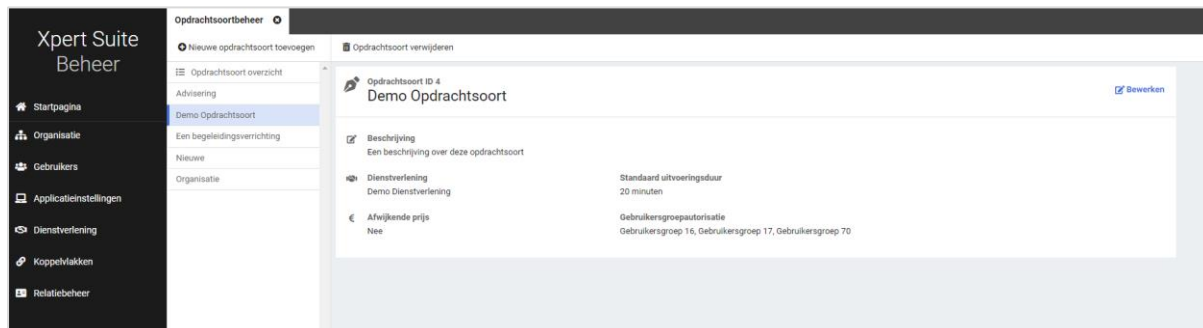 Xpert Suite
Beheer
Startpagina
Organisatie
Gebruikers
Applicatieinstellingen
Dienstverlening
Koppelvlakken
Relatiebeheer
Opdrachtsoortbeheer
Nieuwe opdrachtsoort toevoegen
Opdrachtsoort verwijderen
Opdrachtsoort overzicht
Advisering
Demo Opdrachtsoort
Een begeleidingsverrichting
Nieuwe
Organisatie
Opdrachtsoort ID 4
Demo Opdrachtsoort
Bewerken
Beschrijving
Een beschrijving over deze opdrachtsoort
Dienstverlening
Demo Dienstverlening
Standaard uitvoeringsduur
20 minuten
€ Afwijkende prijs
Nee
Gebruikersgroepautorisatie
Gebruikersgroep 16, Gebruikersgroep 17, Gebruikersgroep 70